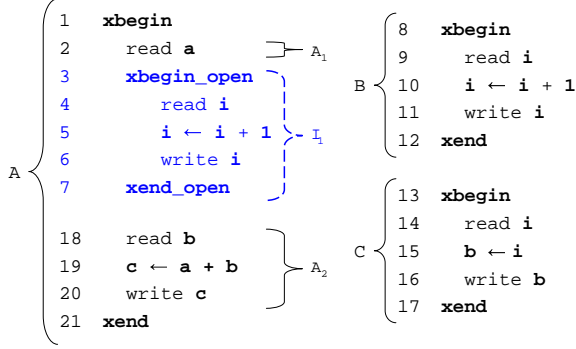 1 xbegin
2 read a
A₁
3 xbegin_open
4 read i
5 i ← i + 1
I₁
6 write i
7 xend_open
A
18 read b
19 c ← a + b
A₂
20 write c
21 xend
8 xbegin
9 read i
B
10 i ← i + 1
11 write i
12 xend
13 xbegin
14 read i
C
15 b ← i
16 write b
17 xend